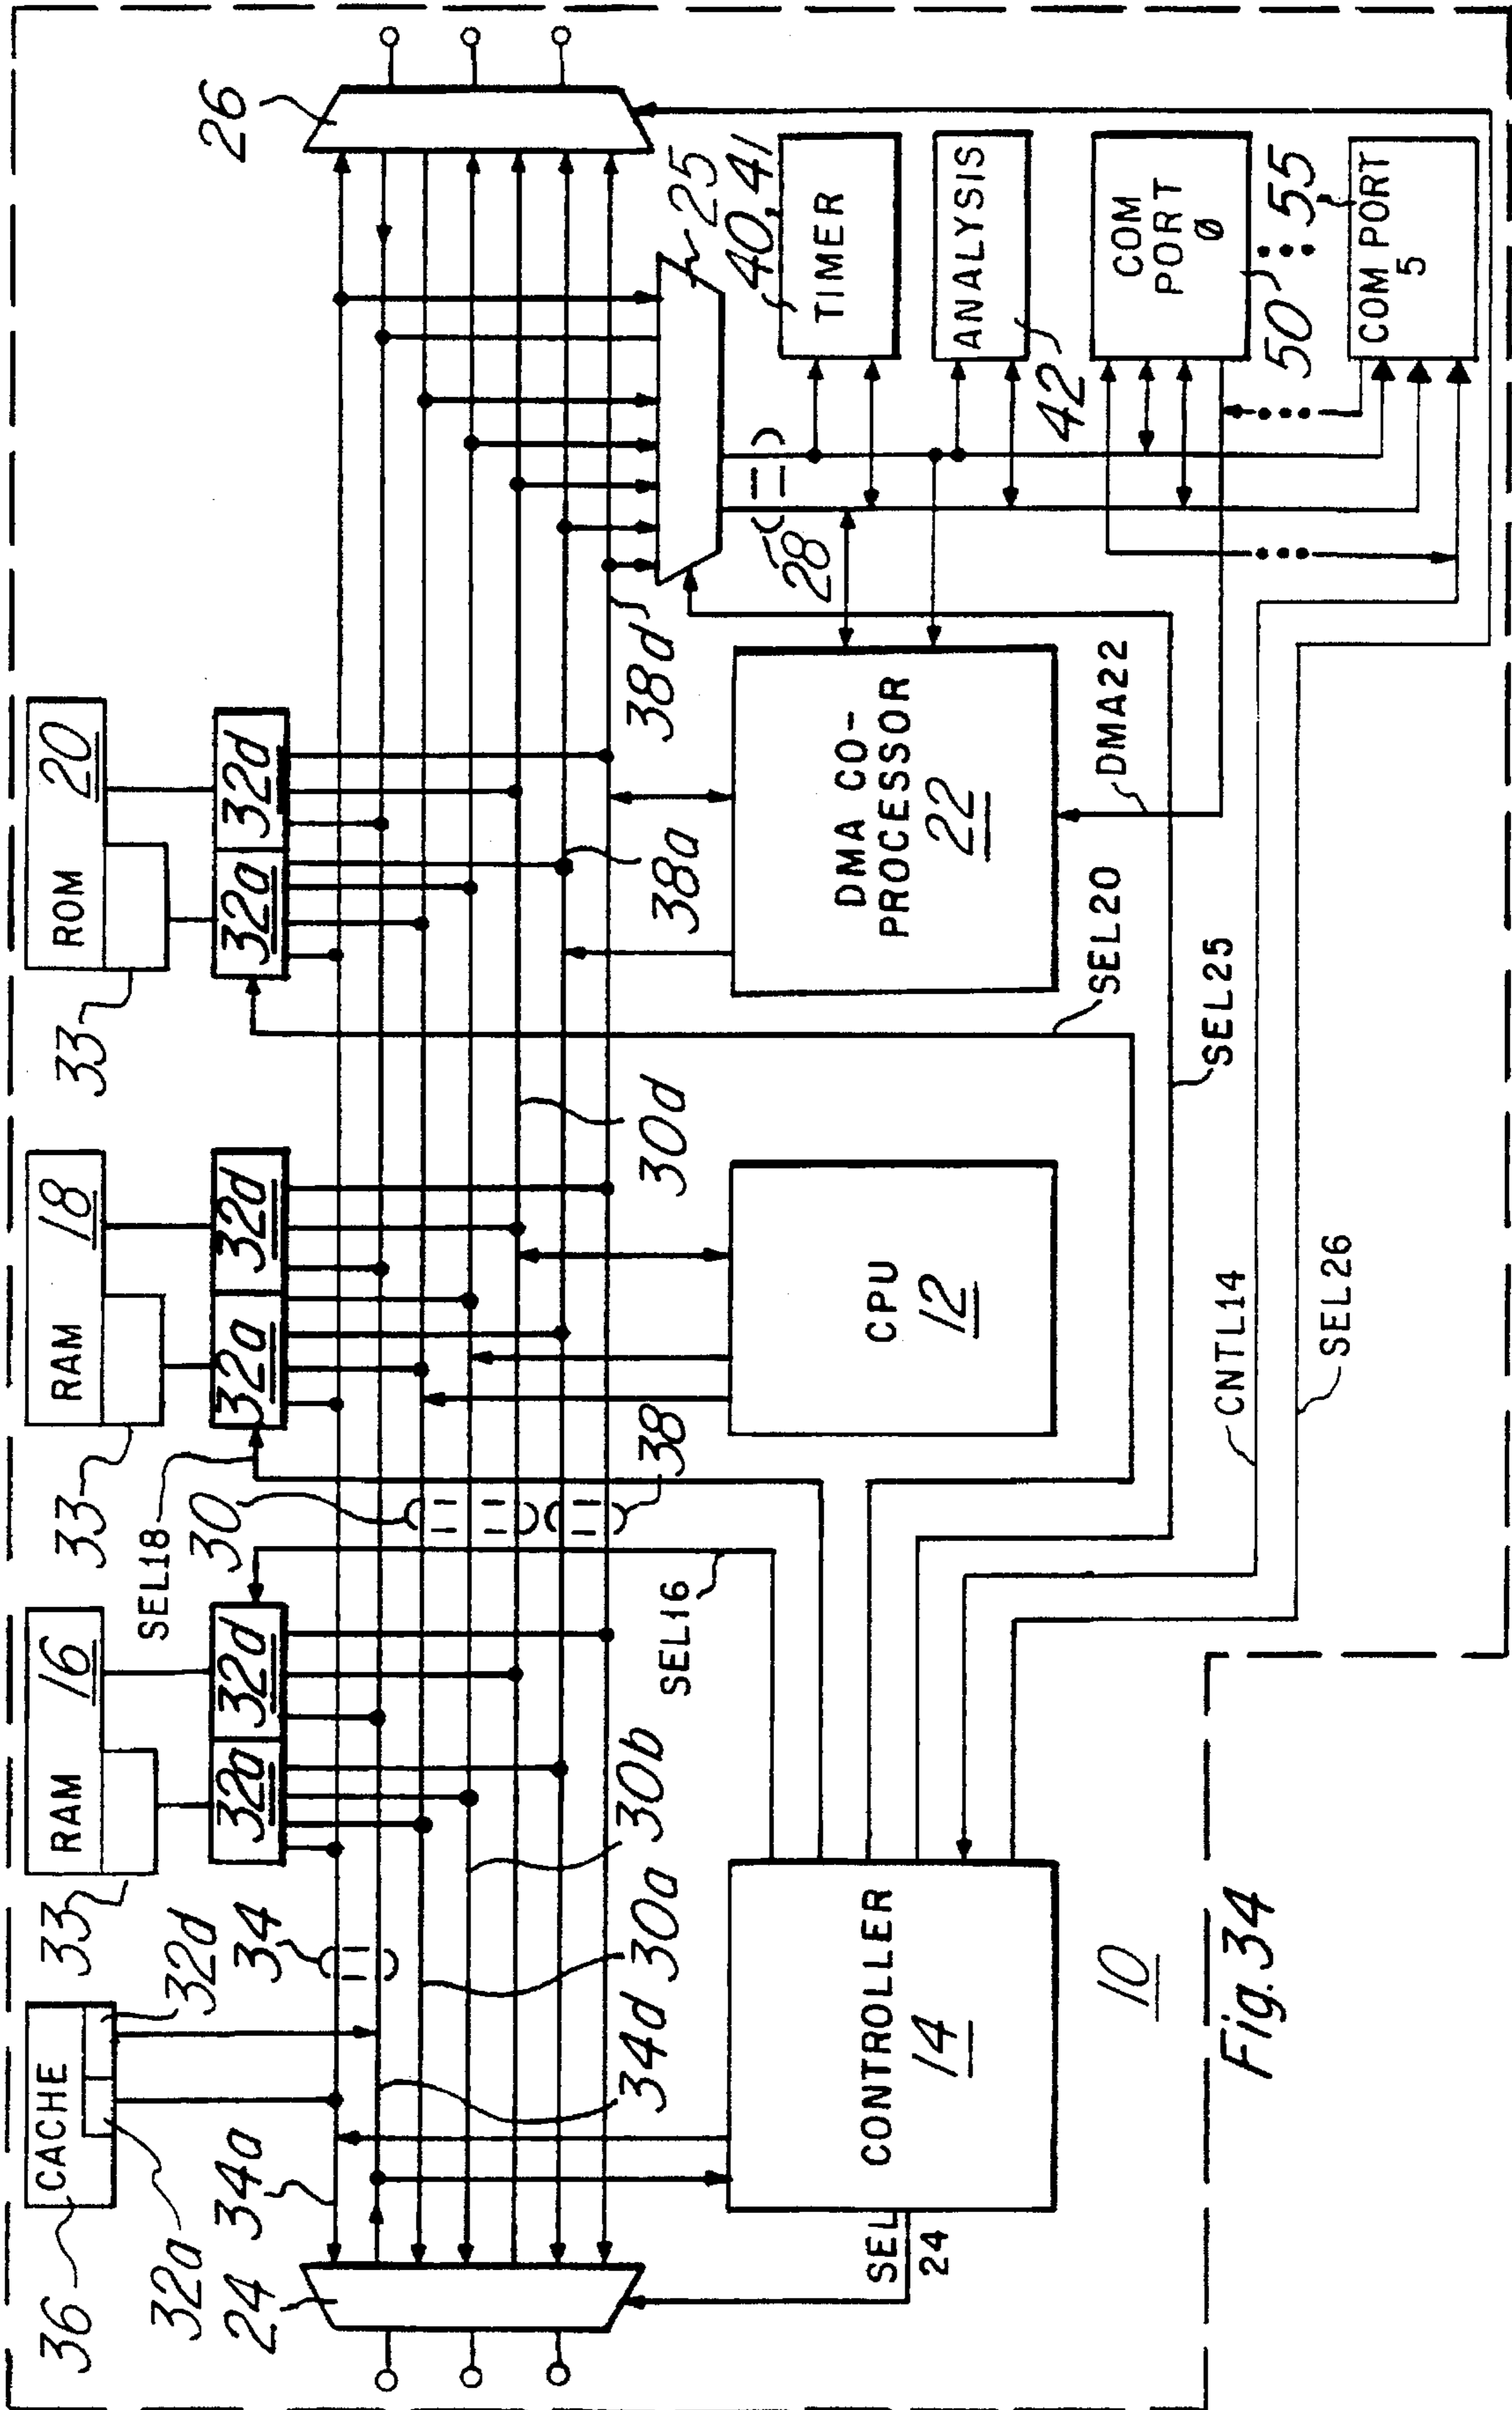 36
CACHE
32a
32d
33
RAM
16
32a
32d
33
RAM
18
32a
32d
33
ROM
20
32a
32d
SEL18
24
34a
34
34d
30a
30b
30
38
SEL16
30d
38a
38d
26
25
28
40,41
TIMER
ANALYSIS
42
COM
PORT
0
50
55
COM PORT
5
SEL
24
CONTROLLER
14
CPU
12
DMA CO-
PROCESSOR
22
DMA22
SEL20
SEL25
CNTL14
SEL26
10
Fig.34